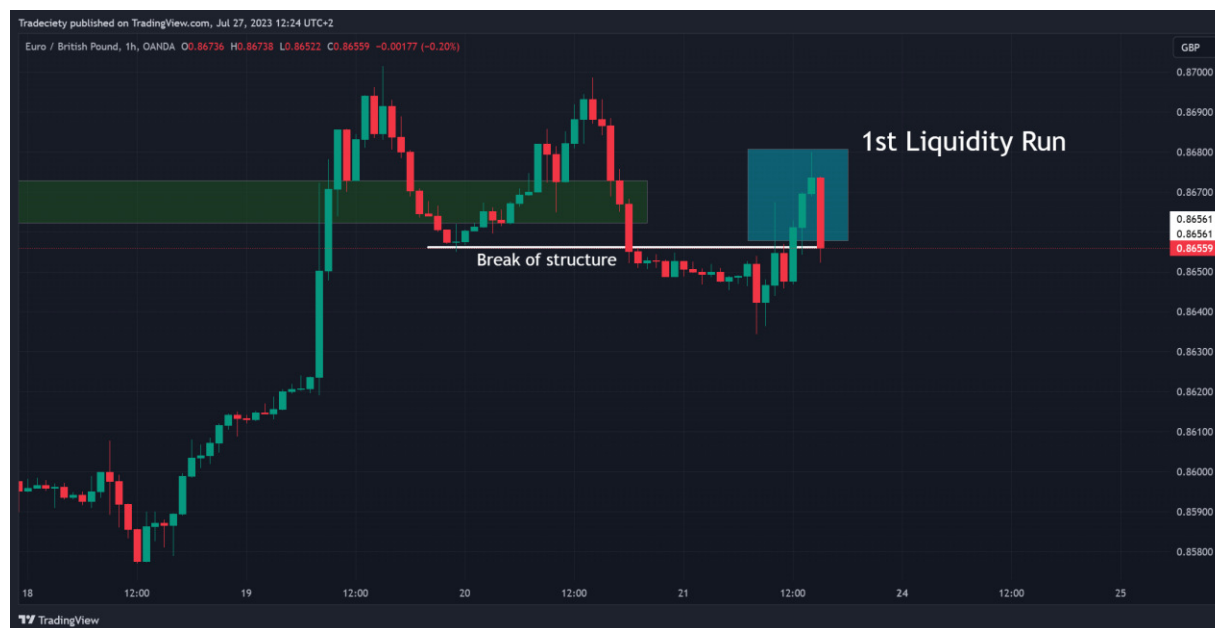 Tradeciety published on TradingView.com, Jul 27, 2023 12:24 UTC+2
Euro / British Pound, 1h, OANDA O0.86736 H0.86738 L0.86522 C0.86559 −0.00177 (−0.20%)
GBP
0.87000
0.86900
1st Liquidity Run
0.86800
0.86700
0.86561
0.86561
0.86559
Break of structure
0.86500
0.86400
0.86300
0.86200
0.86100
0.86000
0.85900
0.85800
18 12:00 19 12:00 20 12:00 21 12:00 24 12:00 25
TradingView